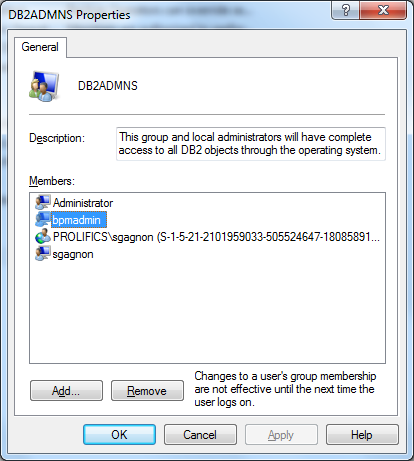 DB2ADMNS Properties
General
DB2ADMNS
Description:
This group and local administrators will have complete
access to all DB2 objects through the operating system.
Members:
Administrator
bpmadmin
PROLIFICS\sgagnon (S-1-5-21-2101959033-505524647-18085891...
sgagnon
Add...
Remove
Changes to a user's group membership
are not effective until the next time the
user logs on.
OK
Cancel
Apply
Help